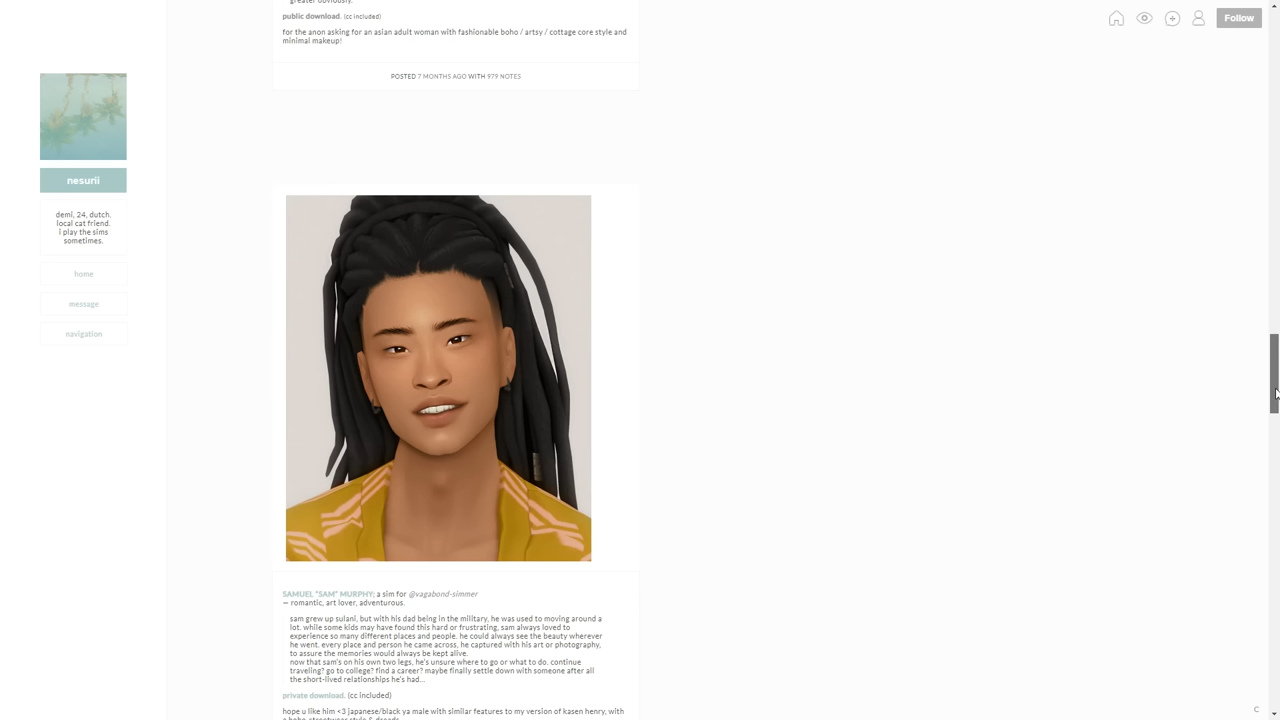 greater obviously.
public download. (cc included)
for the anon asking for an asian adult woman with fashionable boho / artsy / cottage core style and
minimal makeup!
POSTED 7 MONTHS AGO WITH 979 NOTES
Follow
nesurii
demi, 24, dutch.
local cat friend.
i play the sims
sometimes.
home
message
navigation
SAMUEL "SAM" MURPHY; a sim for @vagabond-simmer
— romantic, art lover, adventurous.
sam grew up sulani, but with his dad being in the military, he was used to moving around a
lot. while some kids may have found this hard or frustrating, sam always loved to
experience so many different places and people. he could always see the beauty wherever
he went. every place and person he came across, he captured with his art or photography,
to assure the memories would always be kept alive.
now that sam's on his own two legs, he's unsure where to go or what to do. continue
traveling? go to college? find a career? maybe finally settle down with someone after all
the short-lived relationships he's had...
private download. (cc included)
hope u like him <3 japanese/black ya male with similar features to my version of kasen henry, with
a boho, streetwear style & dreads.
C